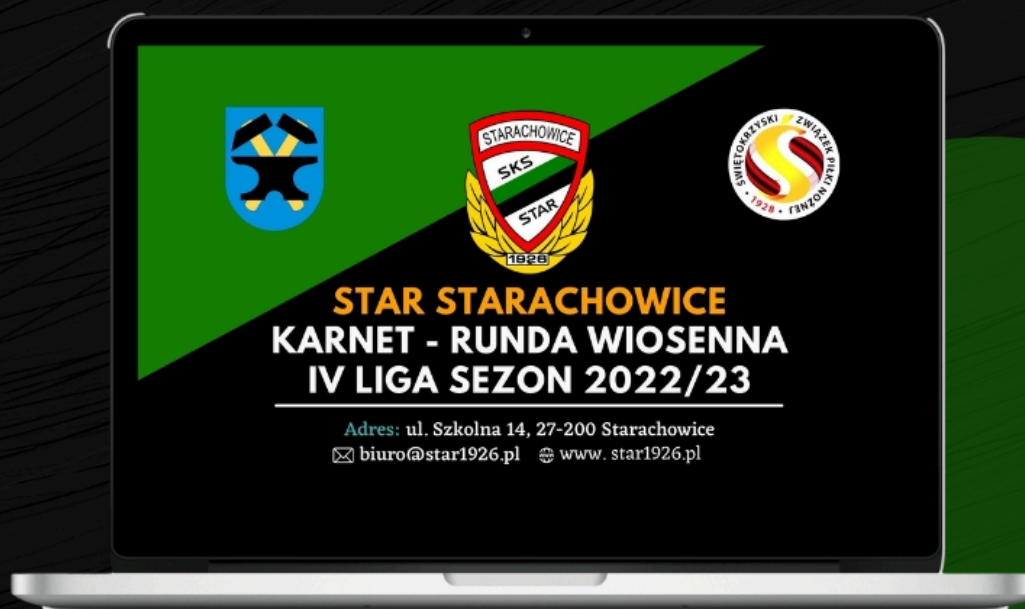 STARACHOWICE
SKS
STAR
1926
ŚWIĘTOKRZYSKI ZWIĄZEK PIŁKI NOŻNEJ
• 1928 •
STAR STARACHOWICE
KARNET - RUNDA WIOSENNA
IV LIGA SEZON 2022/23
Adres: ul. Szkolna 14, 27-200 Starachowice
biuro@star1926.pl www. star1926.pl